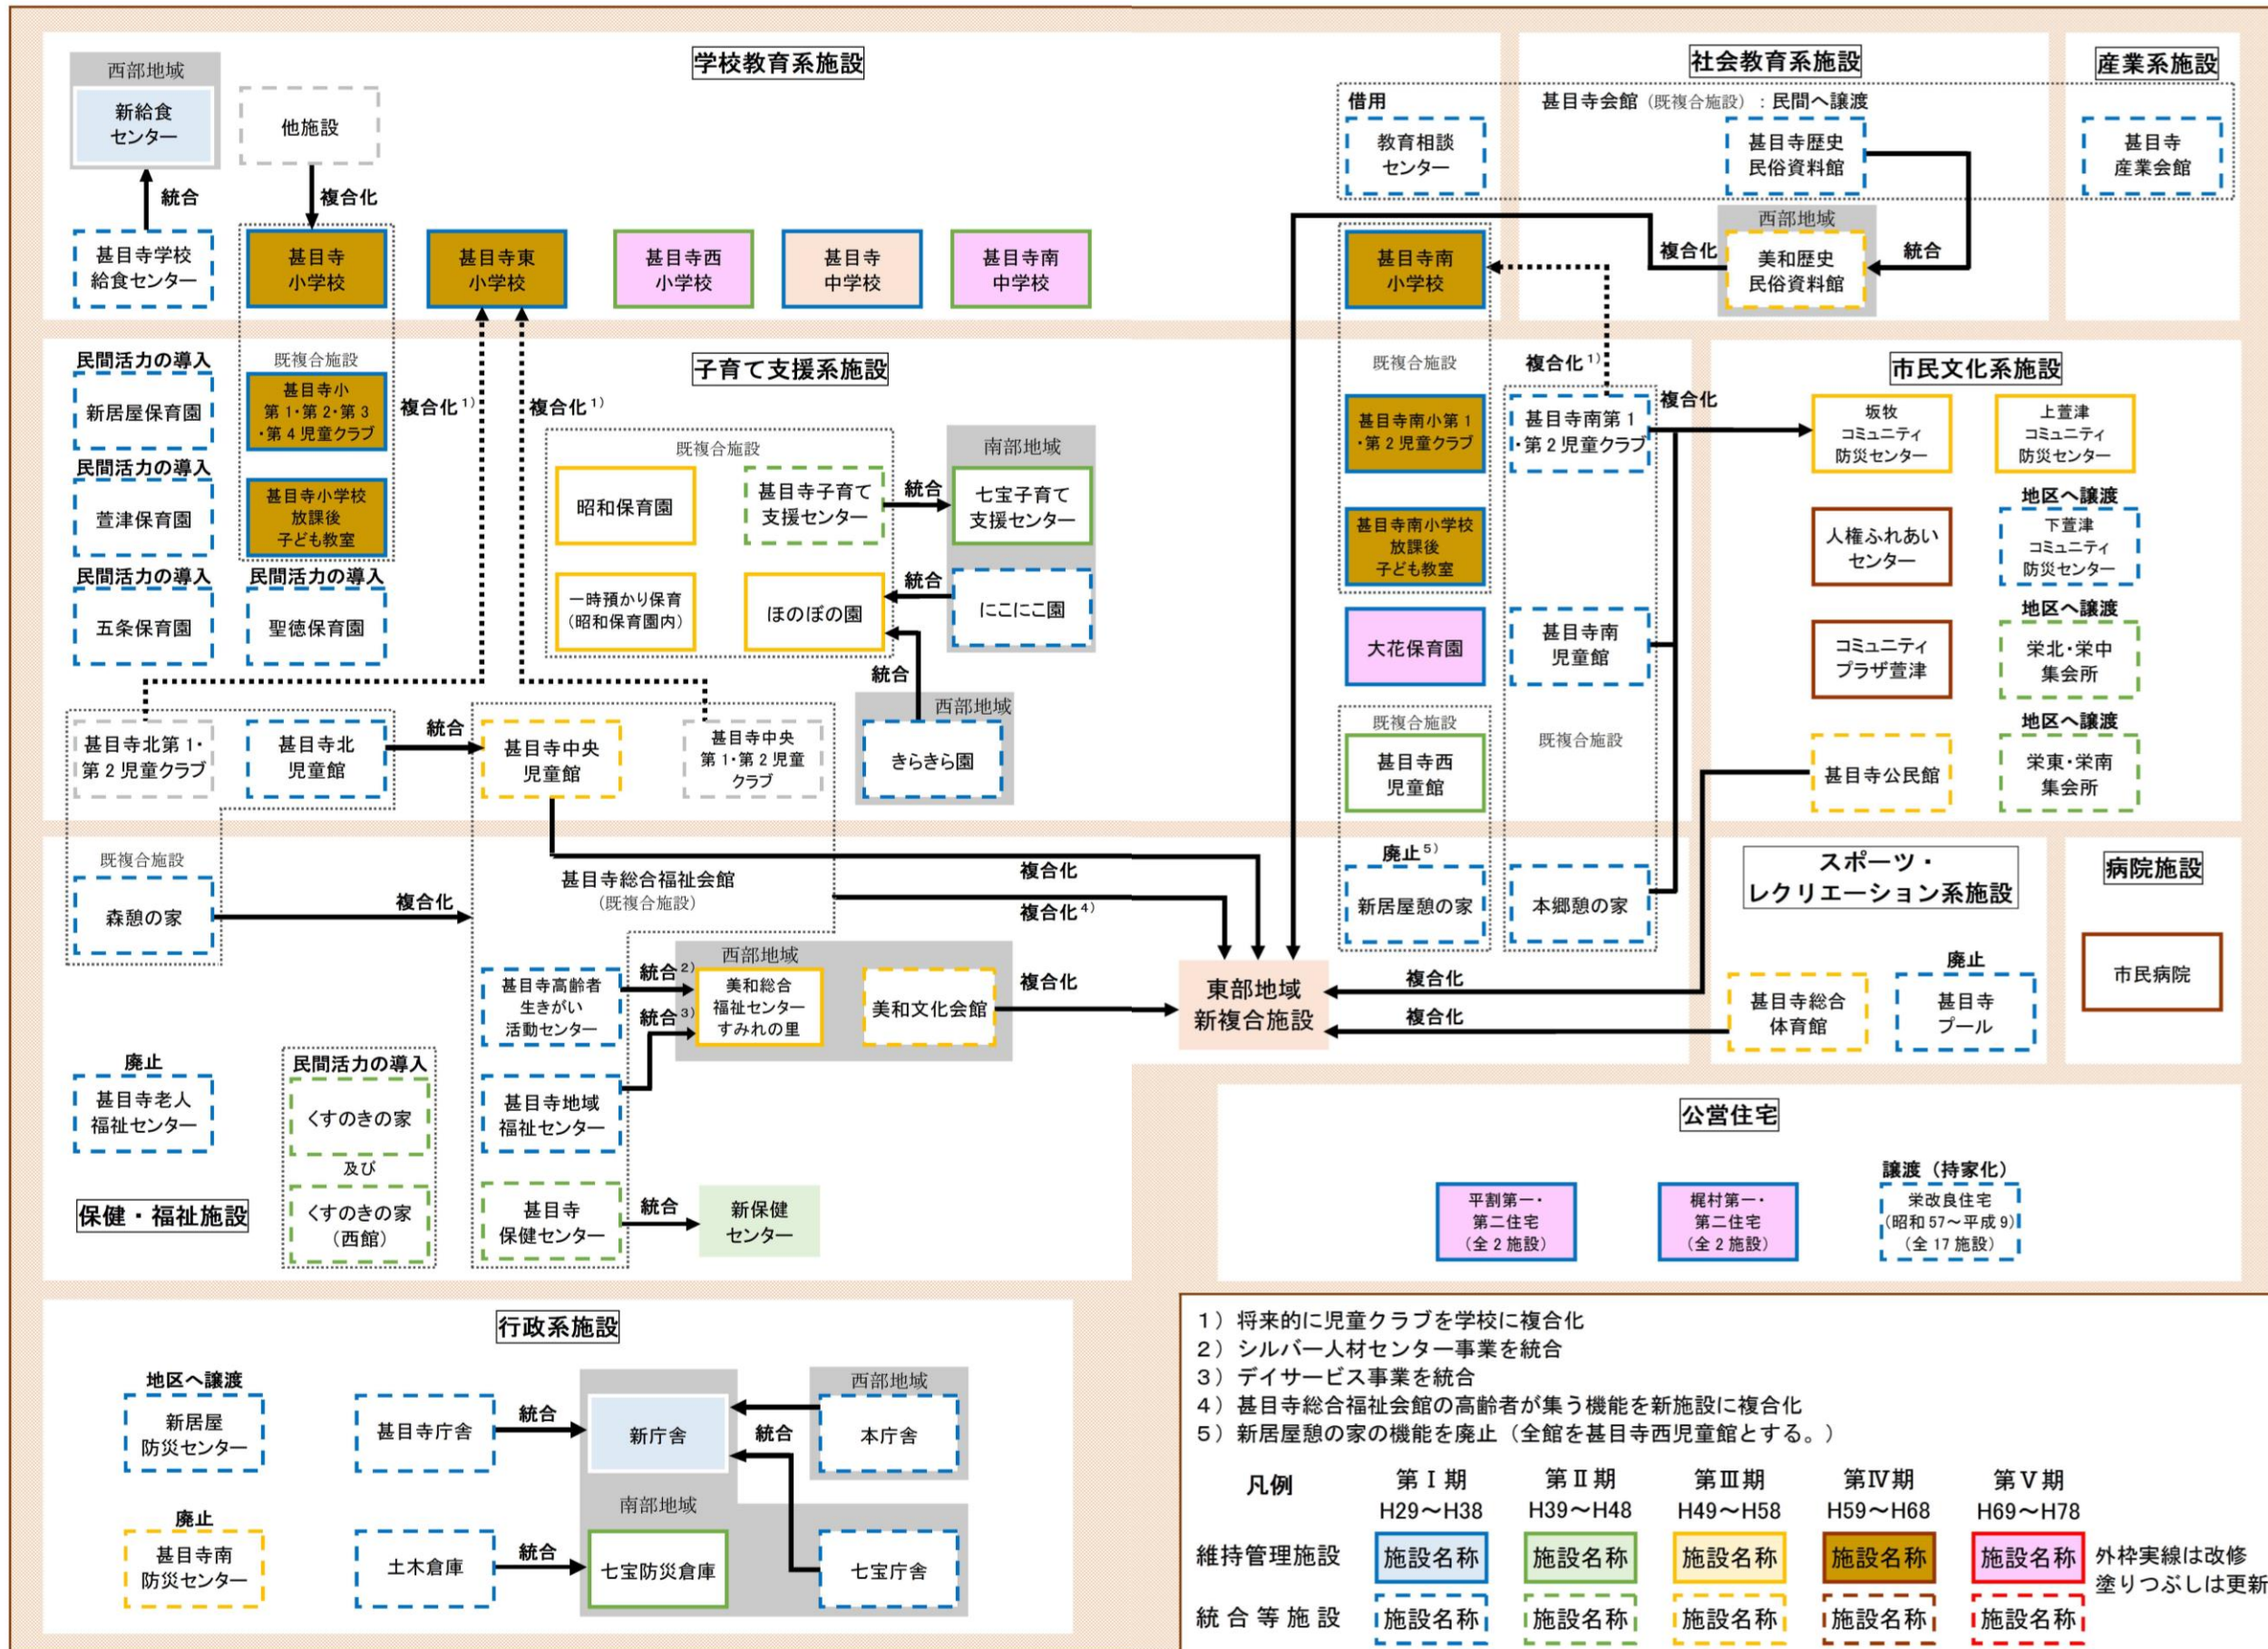 学校教育系施設
西部地域
新給食
センター
統合
甚目寺学校
給食センター
他施設
複合化
甚目寺
小学校
甚目寺東
小学校
甚目寺西
小学校
甚目寺
中学校
甚目寺南
中学校
社会教育系施設
産業系施設
借用
甚目寺会館（既複合施設）：民間へ譲渡
教育相談
センター
甚目寺歴史
民俗資料館
甚目寺
産業会館
西部地域
複合化
美和歴史
民俗資料館
統合
甚目寺南
小学校
子育て支援系施設
民間活力の導入
新居屋保育園
民間活力の導入
萱津保育園
民間活力の導入
五条保育園
既複合施設
甚目寺小
第1・第2・第3
・第4児童クラブ
甚目寺小学校
放課後
子ども教室
民間活力の導入
聖徳保育園
複合化1)
複合化1)
既複合施設
昭和保育園
甚目寺子育て
支援センター
統合
南部地域
七宝子育て
支援センター
一時預かり保育
（昭和保育園内）
ほのぼの園
統合
にこにこ園
統合
西部地域
きらきら園
甚目寺北第1・
第2児童クラブ
甚目寺北
児童館
統合
甚目寺中央
児童館
甚目寺中央
第1・第2児童
クラブ
既複合施設
甚目寺南小第1
・第2児童クラブ
甚目寺南小学校
放課後
子ども教室
大花保育園
既複合施設
甚目寺西
児童館
複合化1)
甚目寺南第1
・第2児童クラブ
甚目寺南
児童館
既複合施設
複合化
市民文化系施設
坂牧
コミュニティ
防災センター
上萱津
コミュニティ
防災センター
人権ふれあい
センター
地区へ譲渡
下萱津
コミュニティ
防災センター
コミュニティ
プラザ萱津
地区へ譲渡
栄北・栄中
集会所
甚目寺公民館
地区へ譲渡
栄東・栄南
集会所
既複合施設
森憩の家
複合化
甚目寺総合福祉会館
（既複合施設）
複合化
複合化4)
甚目寺高齢者
生きがい
活動センター
統合2)
統合3)
西部地域
美和総合
福祉センター
すみれの里
美和文化会館
複合化
東部地域
新複合施設
廃止5)
新居屋憩の家
本郷憩の家
複合化
複合化
スポーツ・
レクリエーション系施設
甚目寺総合
体育館
廃止
甚目寺
プール
病院施設
市民病院
廃止
甚目寺老人
福祉センター
民間活力の導入
くすのきの家
及び
くすのきの家
（西館）
甚目寺地域
福祉センター
甚目寺
保健センター
統合
新保健
センター
保健・福祉施設
公営住宅
平割第一・
第二住宅
（全2施設）
梶村第一・
第二住宅
（全2施設）
譲渡（持家化）
栄改良住宅
（昭和57～平成9）
（全17施設）
行政系施設
地区へ譲渡
新居屋
防災センター
甚目寺庁舎
統合
新庁舎
統合
西部地域
本庁舎
廃止
甚目寺南
防災センター
土木倉庫
統合
南部地域
七宝防災倉庫
七宝庁舎
1）将来的に児童クラブを学校に複合化
2）シルバー人材センター事業を統合
3）デイサービス事業を統合
4）甚目寺総合福祉会館の高齢者が集う機能を新施設に複合化
5）新居屋憩の家の機能を廃止（全館を甚目寺西児童館とする。）
凡例 第Ⅰ期 第Ⅱ期 第Ⅲ期 第Ⅳ期 第Ⅴ期
H29～H38 H39～H48 H49～H58 H59～H68 H69～H78
維持管理施設 施設名称 施設名称 施設名称 施設名称 施設名称 外枠実線は改修
塗りつぶしは更新
統合等施設 施設名称 施設名称 施設名称 施設名称 施設名称